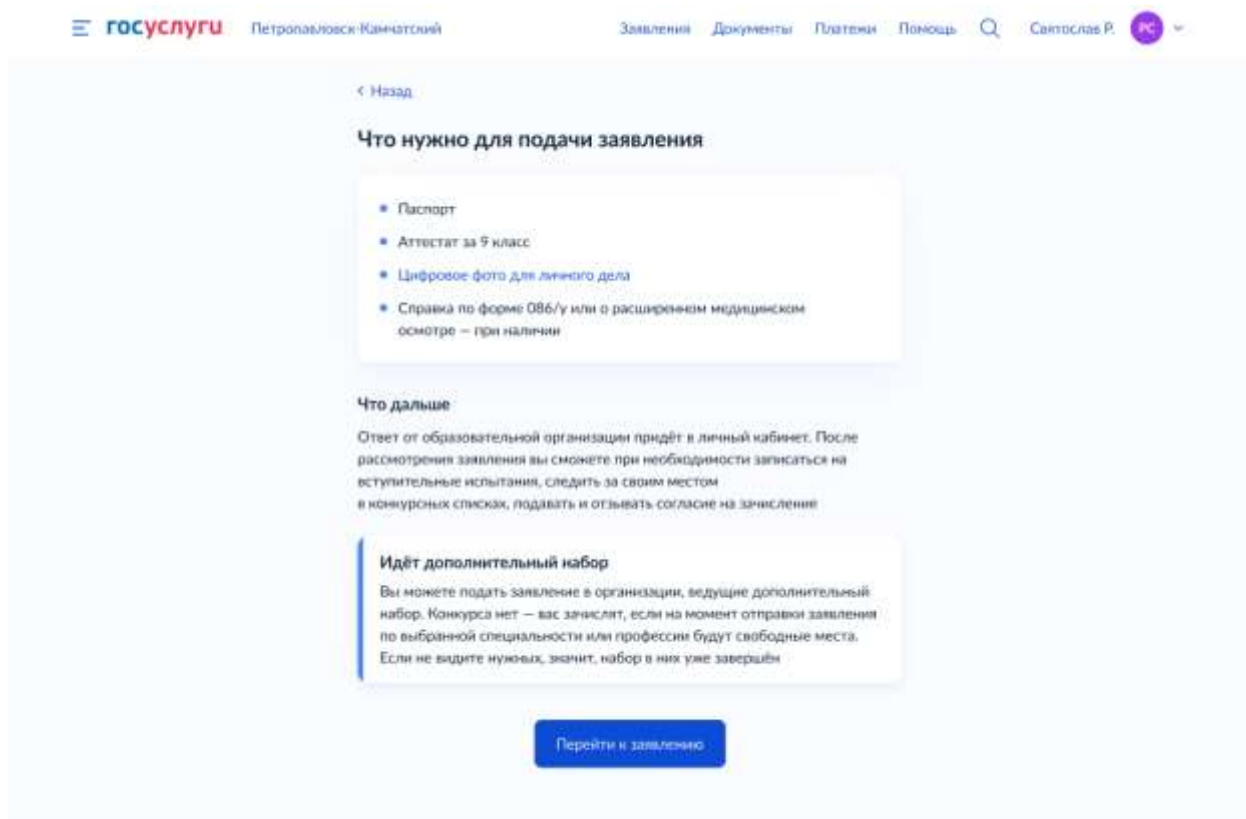 госуслуги Петропавловск-Камчатский Заявления Документы Платежи Помощь Святослав Р. РС
< Назад
Что нужно для подачи заявления
Паспорт
Аттестат за 9 класс
Цифровое фото для личного дела
Справка по форме 086/у или о расширенном медицинском
осмотре — при наличии
Что дальше
Ответ от образовательной организации придёт в личный кабинет. После
рассмотрения заявления вы сможете при необходимости записаться на
вступительные испытания, следить за своим местом
в конкурсных списках, подавать и отзывать согласие на зачисление
Идёт дополнительный набор
Вы можете подать заявление в организации, ведущие дополнительный
набор. Конкурса нет — вас зачислят, если на момент отправки заявления
по выбранной специальности или профессии будут свободные места.
Если не видите нужных, значит, набор в них уже завершён
Перейти к заявлению